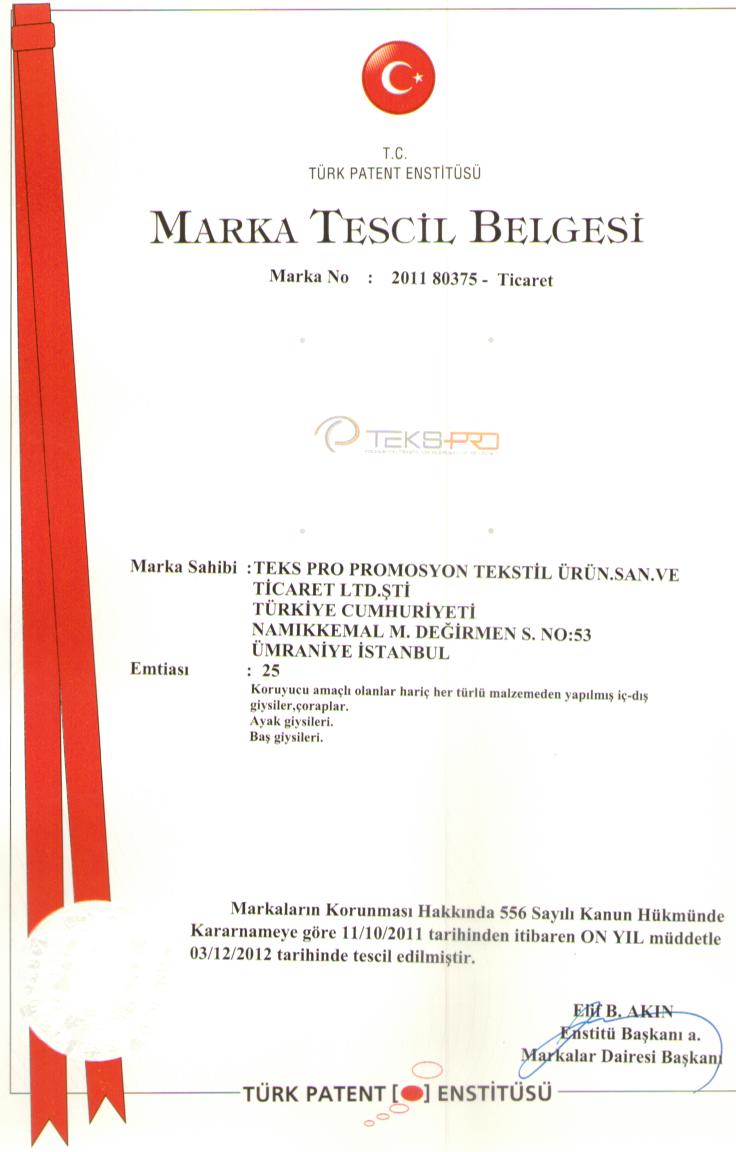 T.C.
TÜRK PATENT ENSTİTÜSÜ
MARKA TESCİL BELGESİ
Marka No : 2011 80375 - Ticaret
TEKS PRO
Marka Sahibi :TEKS PRO PROMOSYON TEKSTİL ÜRÜN.SAN.VE
TİCARET LTD.ŞTİ
TÜRKİYE CUMHURİYETİ
NAMIKKEMAL M. DEĞİRMEN S. NO:53
ÜMRANİYE İSTANBUL
Emtiası : 25
Koruyucu amaçlı olanlar hariç her türlü malzemeden yapılmış iç-dış
giysiler,çoraplar.
Ayak giysileri.
Baş giysileri.
Markaların Korunması Hakkında 556 Sayılı Kanun Hükmünde
Kararnameye göre 11/10/2011 tarihinden itibaren ON YIL müddetle
03/12/2012 tarihinde tescil edilmiştir.
Elif B. AKIN
Enstitü Başkanı a.
Markalar Dairesi Başkanı
TÜRK PATENT [ ] ENSTİTÜSÜ